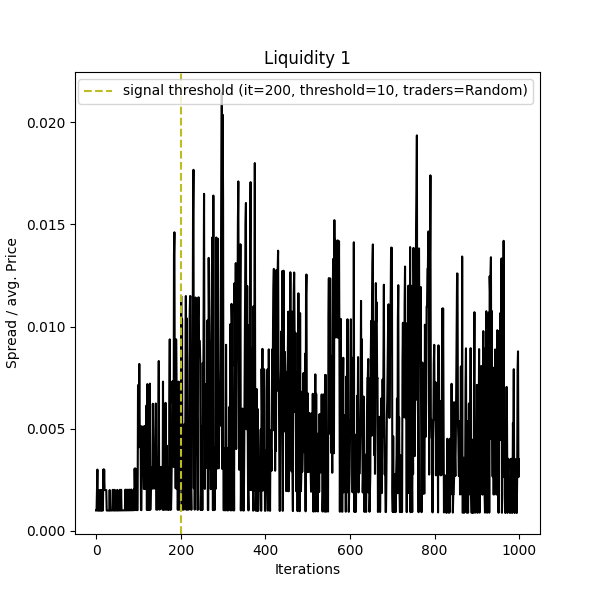 Liquidity 1
signal threshold (it=200, threshold=10, traders=Random)
Spread / avg. Price
0.020
0.015
0.010
0.005
0.000
0 200 400 600 800 1000
Iterations